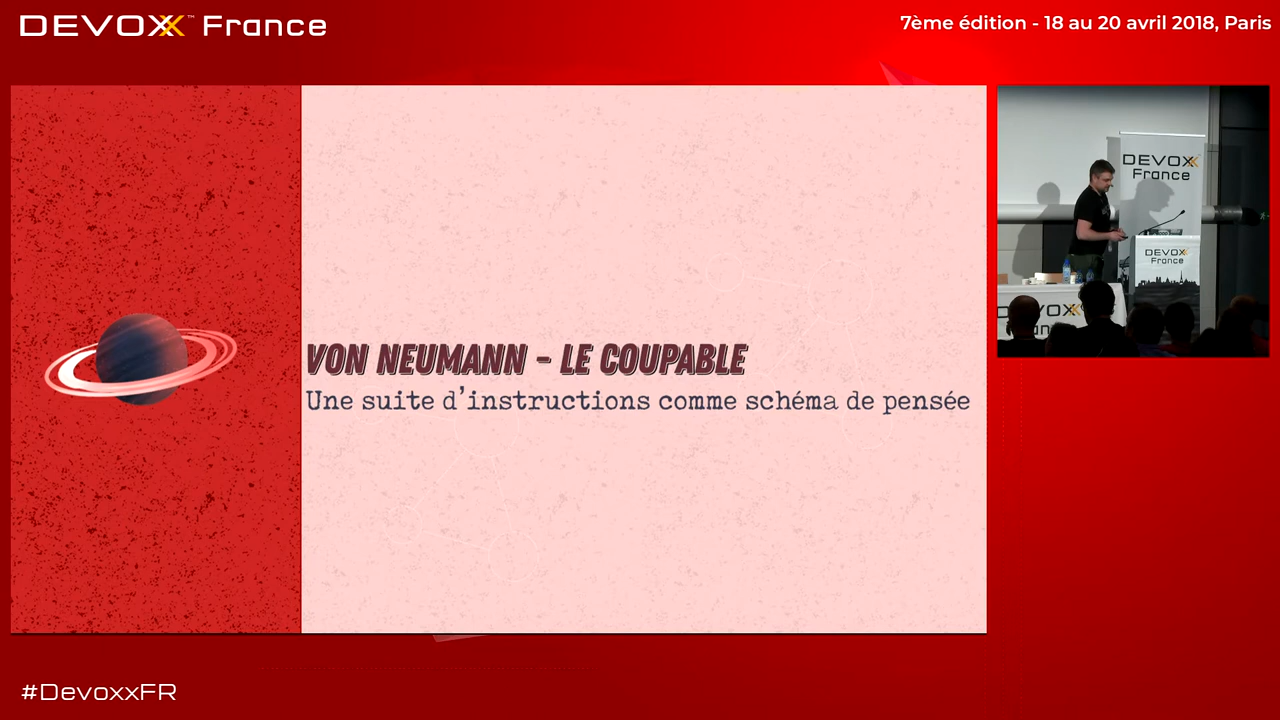 DEVOXX™ France
7ème édition - 18 au 20 avril 2018, Paris
VON NEUMANN - LE COUPABLE
Une suite d'instructions comme schéma de pensée
DEVOXX
France
DEVOXX
France
DEVOXX
#DevoxxFR